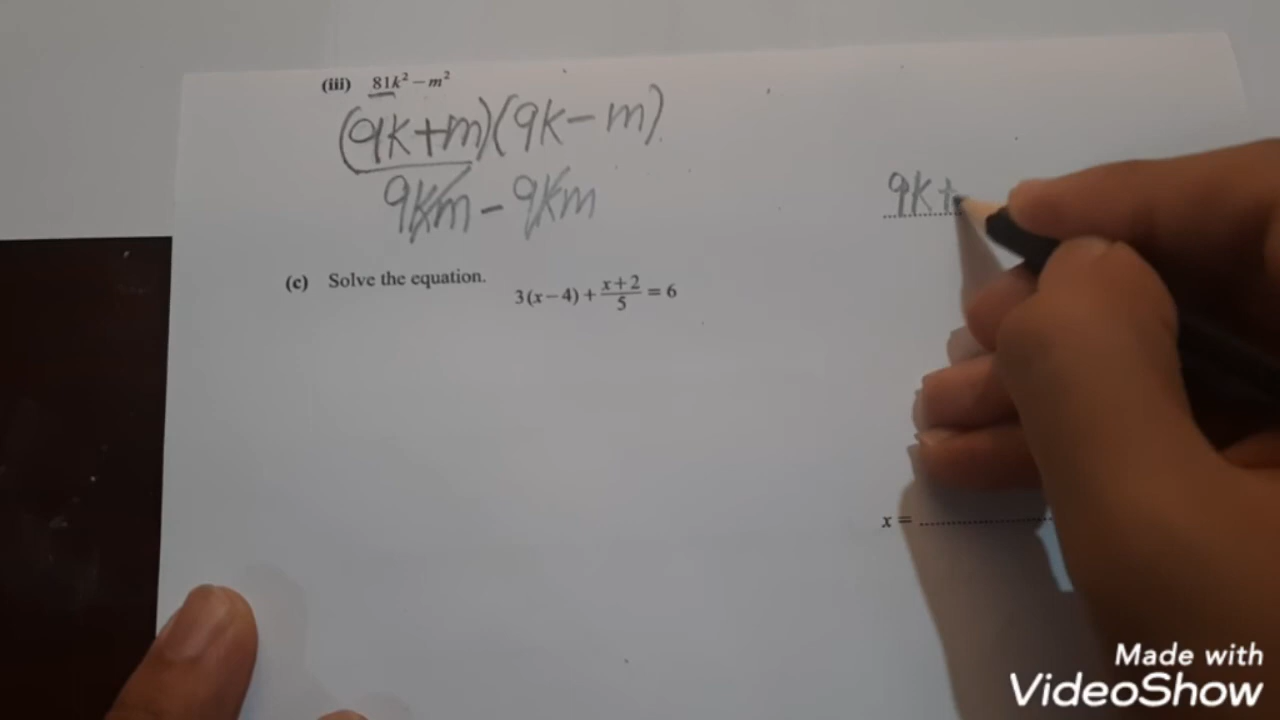 (iii) 81k² – m²
(9k+m)(9k–m)
9km – 9km
9k+
(c) Solve the equation.
3(x – 4) + \frac{x+2}{5} = 6
x = ........................
Made with
VideoShow